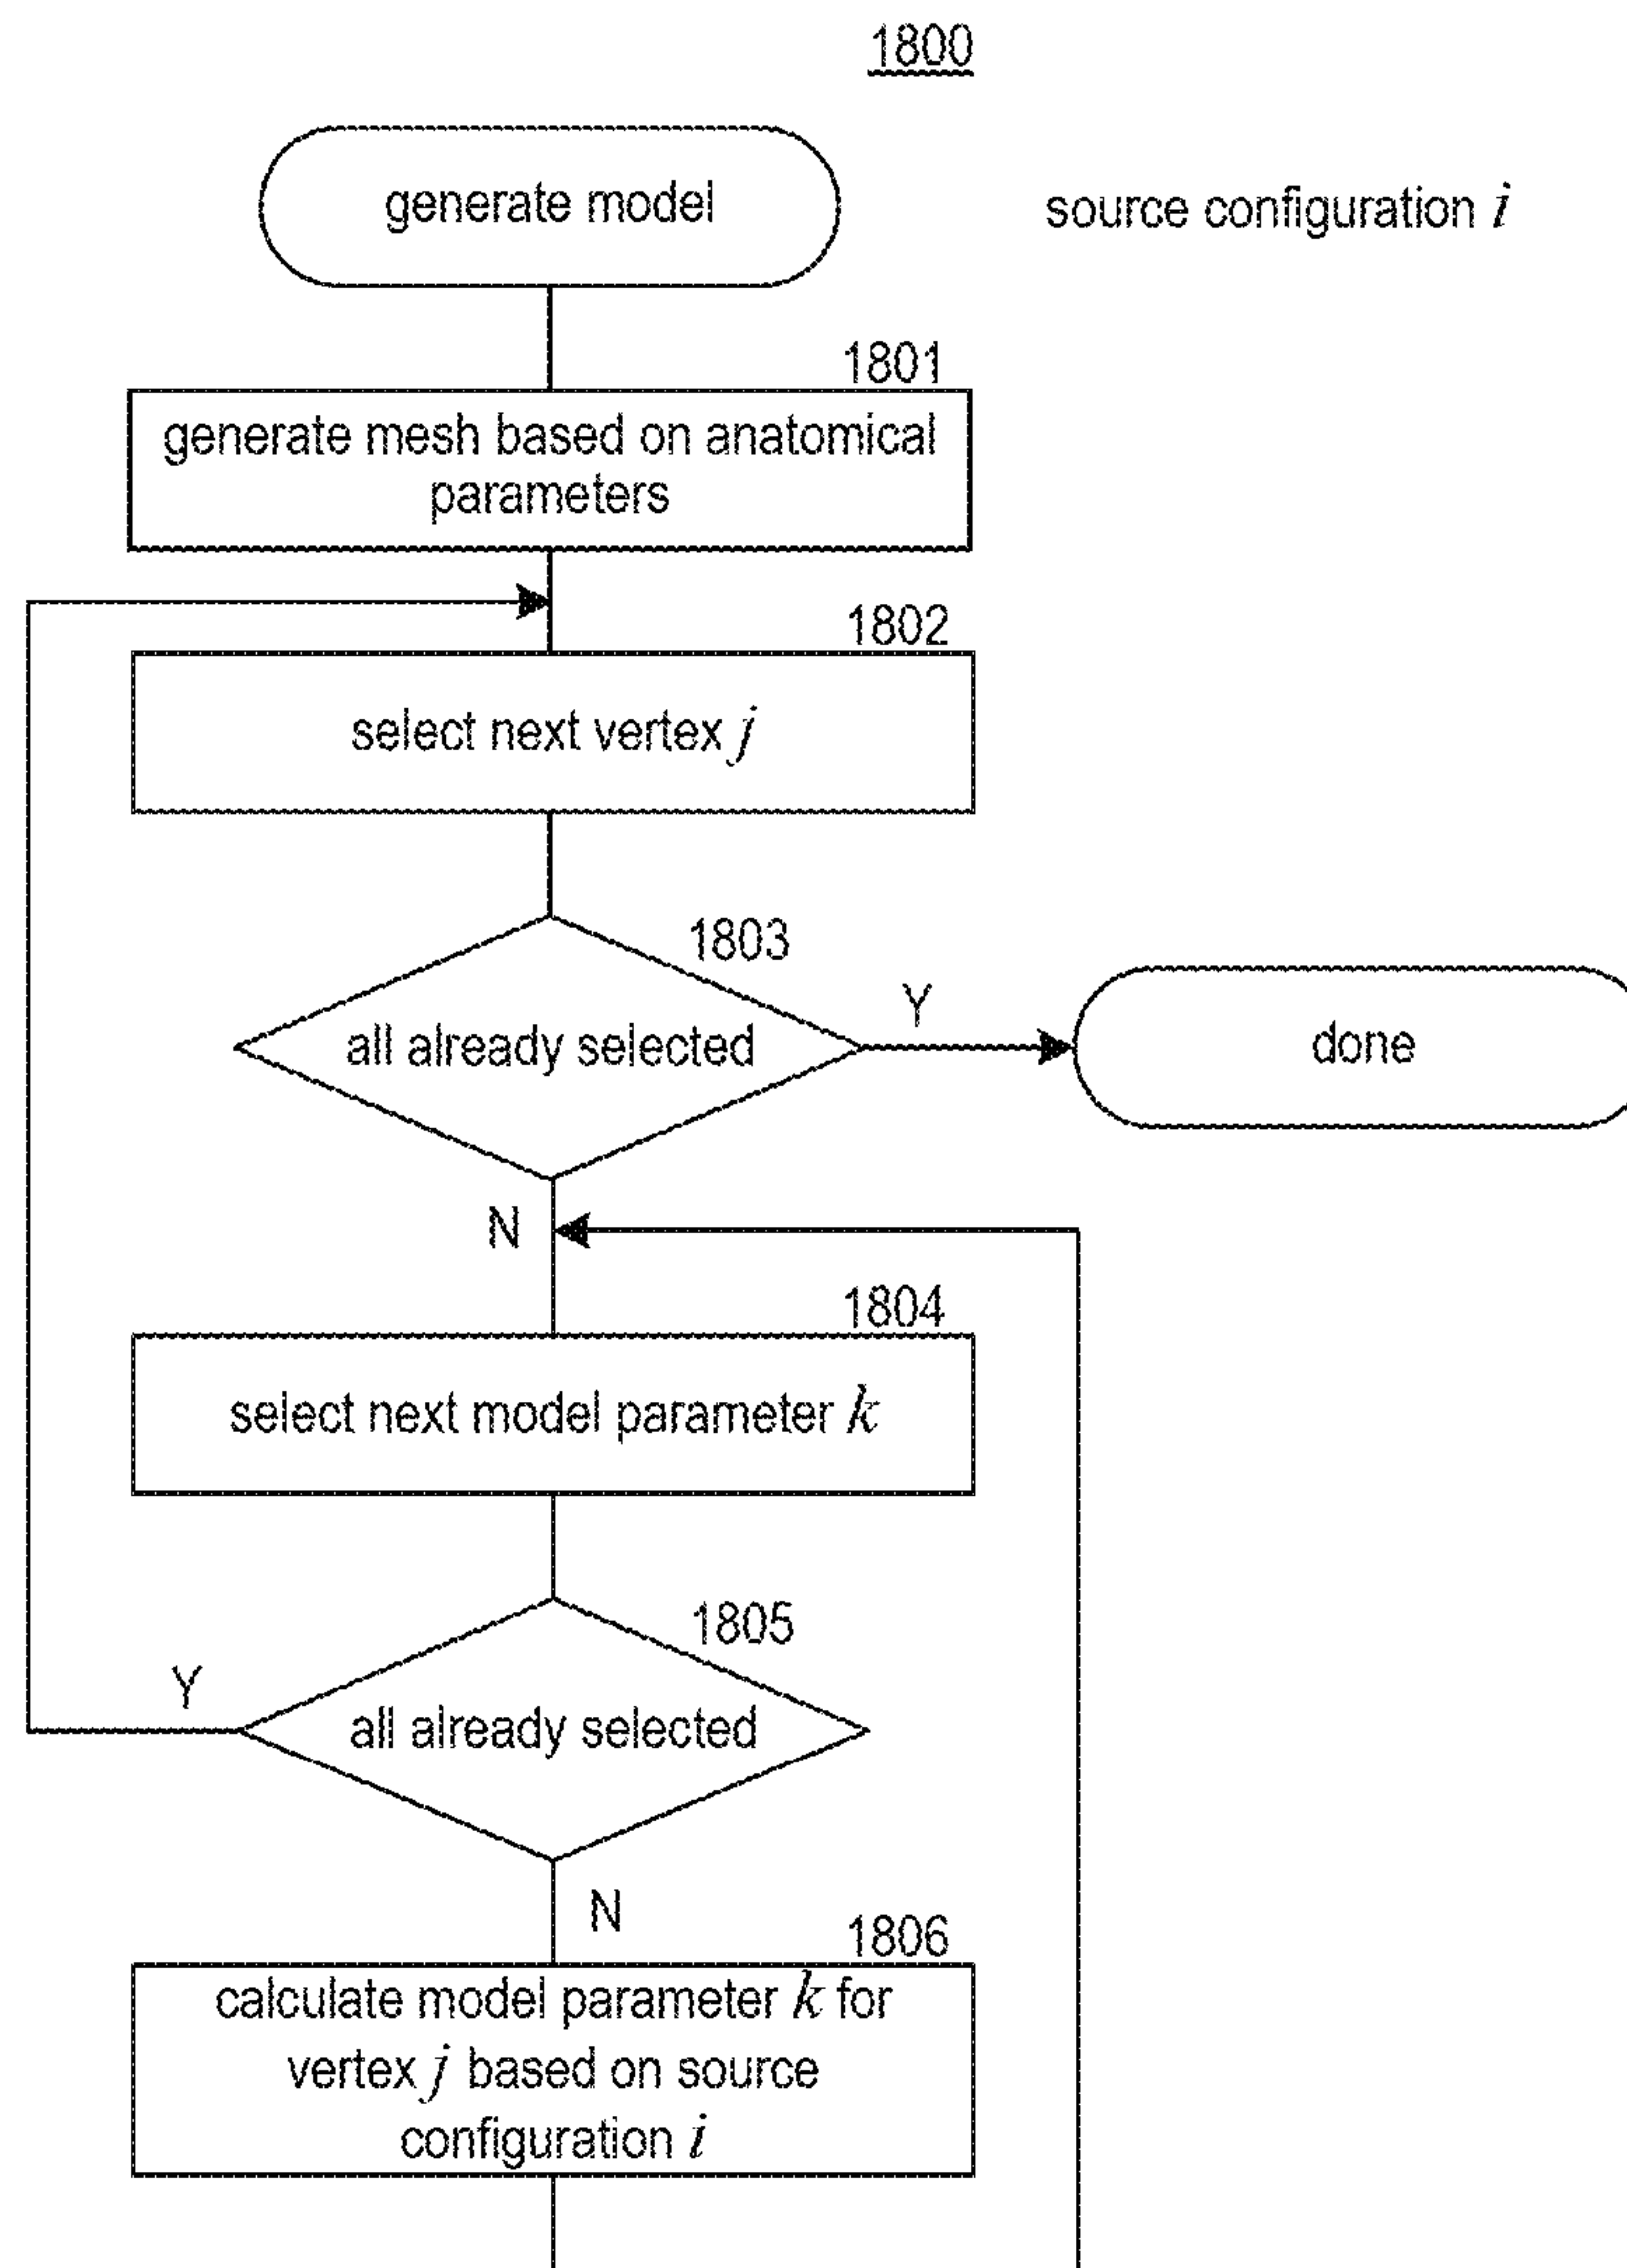 1800
generate model
source configuration i
1801
generate mesh based on anatomical
parameters
1802
select next vertex j
1803
all already selected
Y
done
N
1804
select next model parameter k
1805
Y
all already selected
N
1806
calculate model parameter k for
vertex j based on source
configuration i